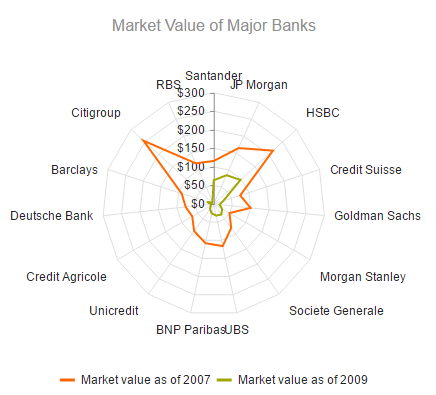 Market Value of Major Banks
Santander
RBS
JP Morgan
$300
$250
Citigroup
HSBC
$200
$150
$100
Barclays
Credit Suisse
$50
$0
Deutsche Bank
Goldman Sachs
Credit Agricole
Morgan Stanley
Unicredit
Societe Generale
BNP Paribas
UBS
Market value as of 2007
Market value as of 2009